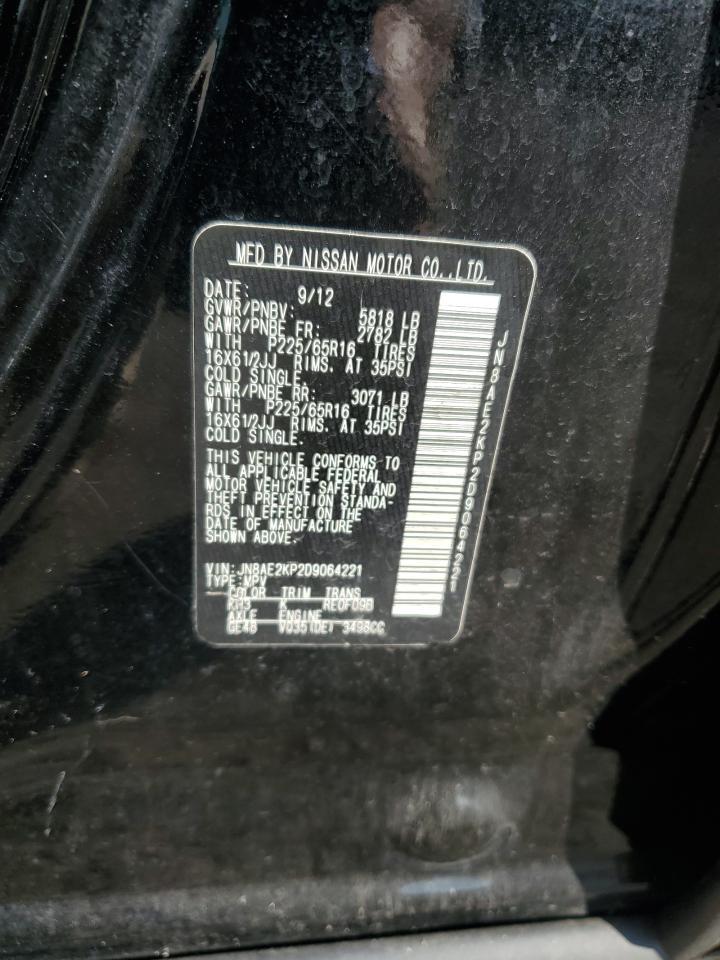 MFD BY NISSAN MOTOR CO.,LTD.
DATE: 9/12
GVWR/PNBV: 5818 LB
GAWR/PNBE FR: 2782 LB
WITH P225/65R16 TIRES
16X61/2JJ RIMS. AT 35PSI
COLD SINGLE.
GAWR/PNBE RR: 3071 LB
WITH P225/65R16 TIRES
16X61/2JJ RIMS. AT 35PSI
COLD SINGLE.
THIS VEHICLE CONFORMS TO
ALL APPLICABLE FEDERAL
MOTOR VEHICLE SAFETY AND
THEFT PREVENTION STANDA-
RDS IN EFFECT ON THE
DATE OF MANUFACTURE
SHOWN ABOVE.
VIN:JN8AE2KP2D9064221
TYPE:MPV
COLOR TRIM TRANS
KH3 K RE0F09B
AXLE ENGINE
GE48 VQ35(DE) 3498CC
JN8AE2KP2D9064221